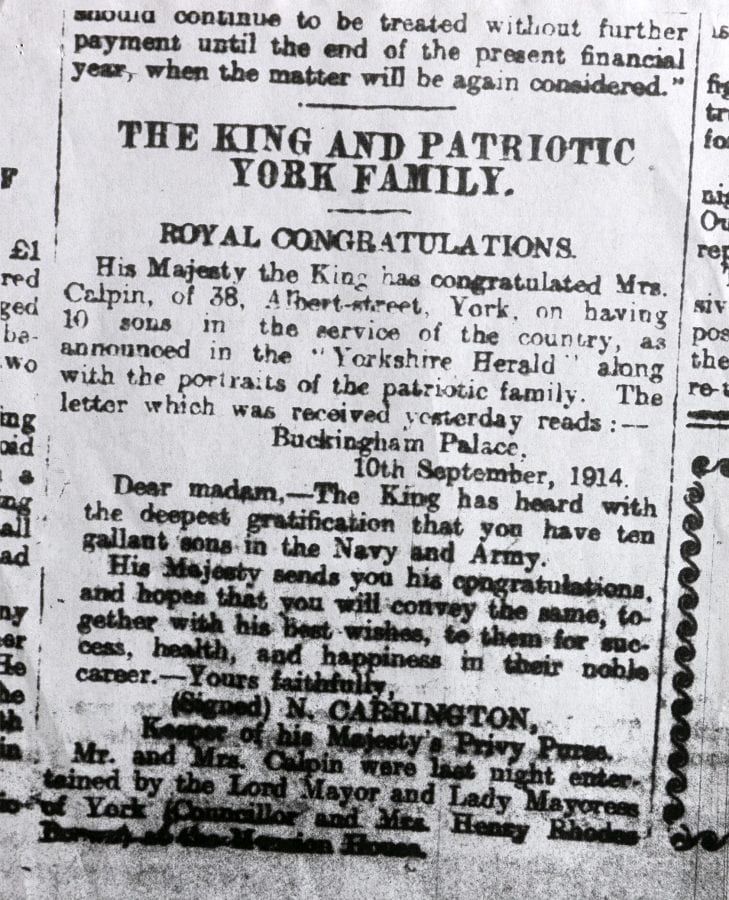 should continue to be treated without further
payment until the end of the present financial
year, when the matter will be again considered."
THE KING AND PATRIOTIC
YORK FAMILY.
ROYAL CONGRATULATIONS.
His Majesty the King has congratulated Mrs.
Calpin, of 38, Albert-street, York, on having
10 sons in the service of the country, as
announced in the "Yorkshire Herald" along
with the portraits of the patriotic family. The
letter which was received yesterday reads:—
Buckingham Palace,
10th September, 1914.
Dear madam,—The King has heard with
the deepest gratification that you have ten
gallant sons in the Navy and Army.
His Majesty sends you his congratulations,
and hopes that you will convey the same, to-
gether with his best wishes, to them for suc-
cess, health, and happiness in their noble
career.—Yours faithfully,
(Signed) N. CARRINGTON,
Keeper of his Majesty's Privy Purse.
Mr. and Mrs. Calpin were last night enter-
tained by the Lord Mayor and Lady Mayoress
of York (Councillor and Mrs. Henry Rhodes
at the Mansion House.